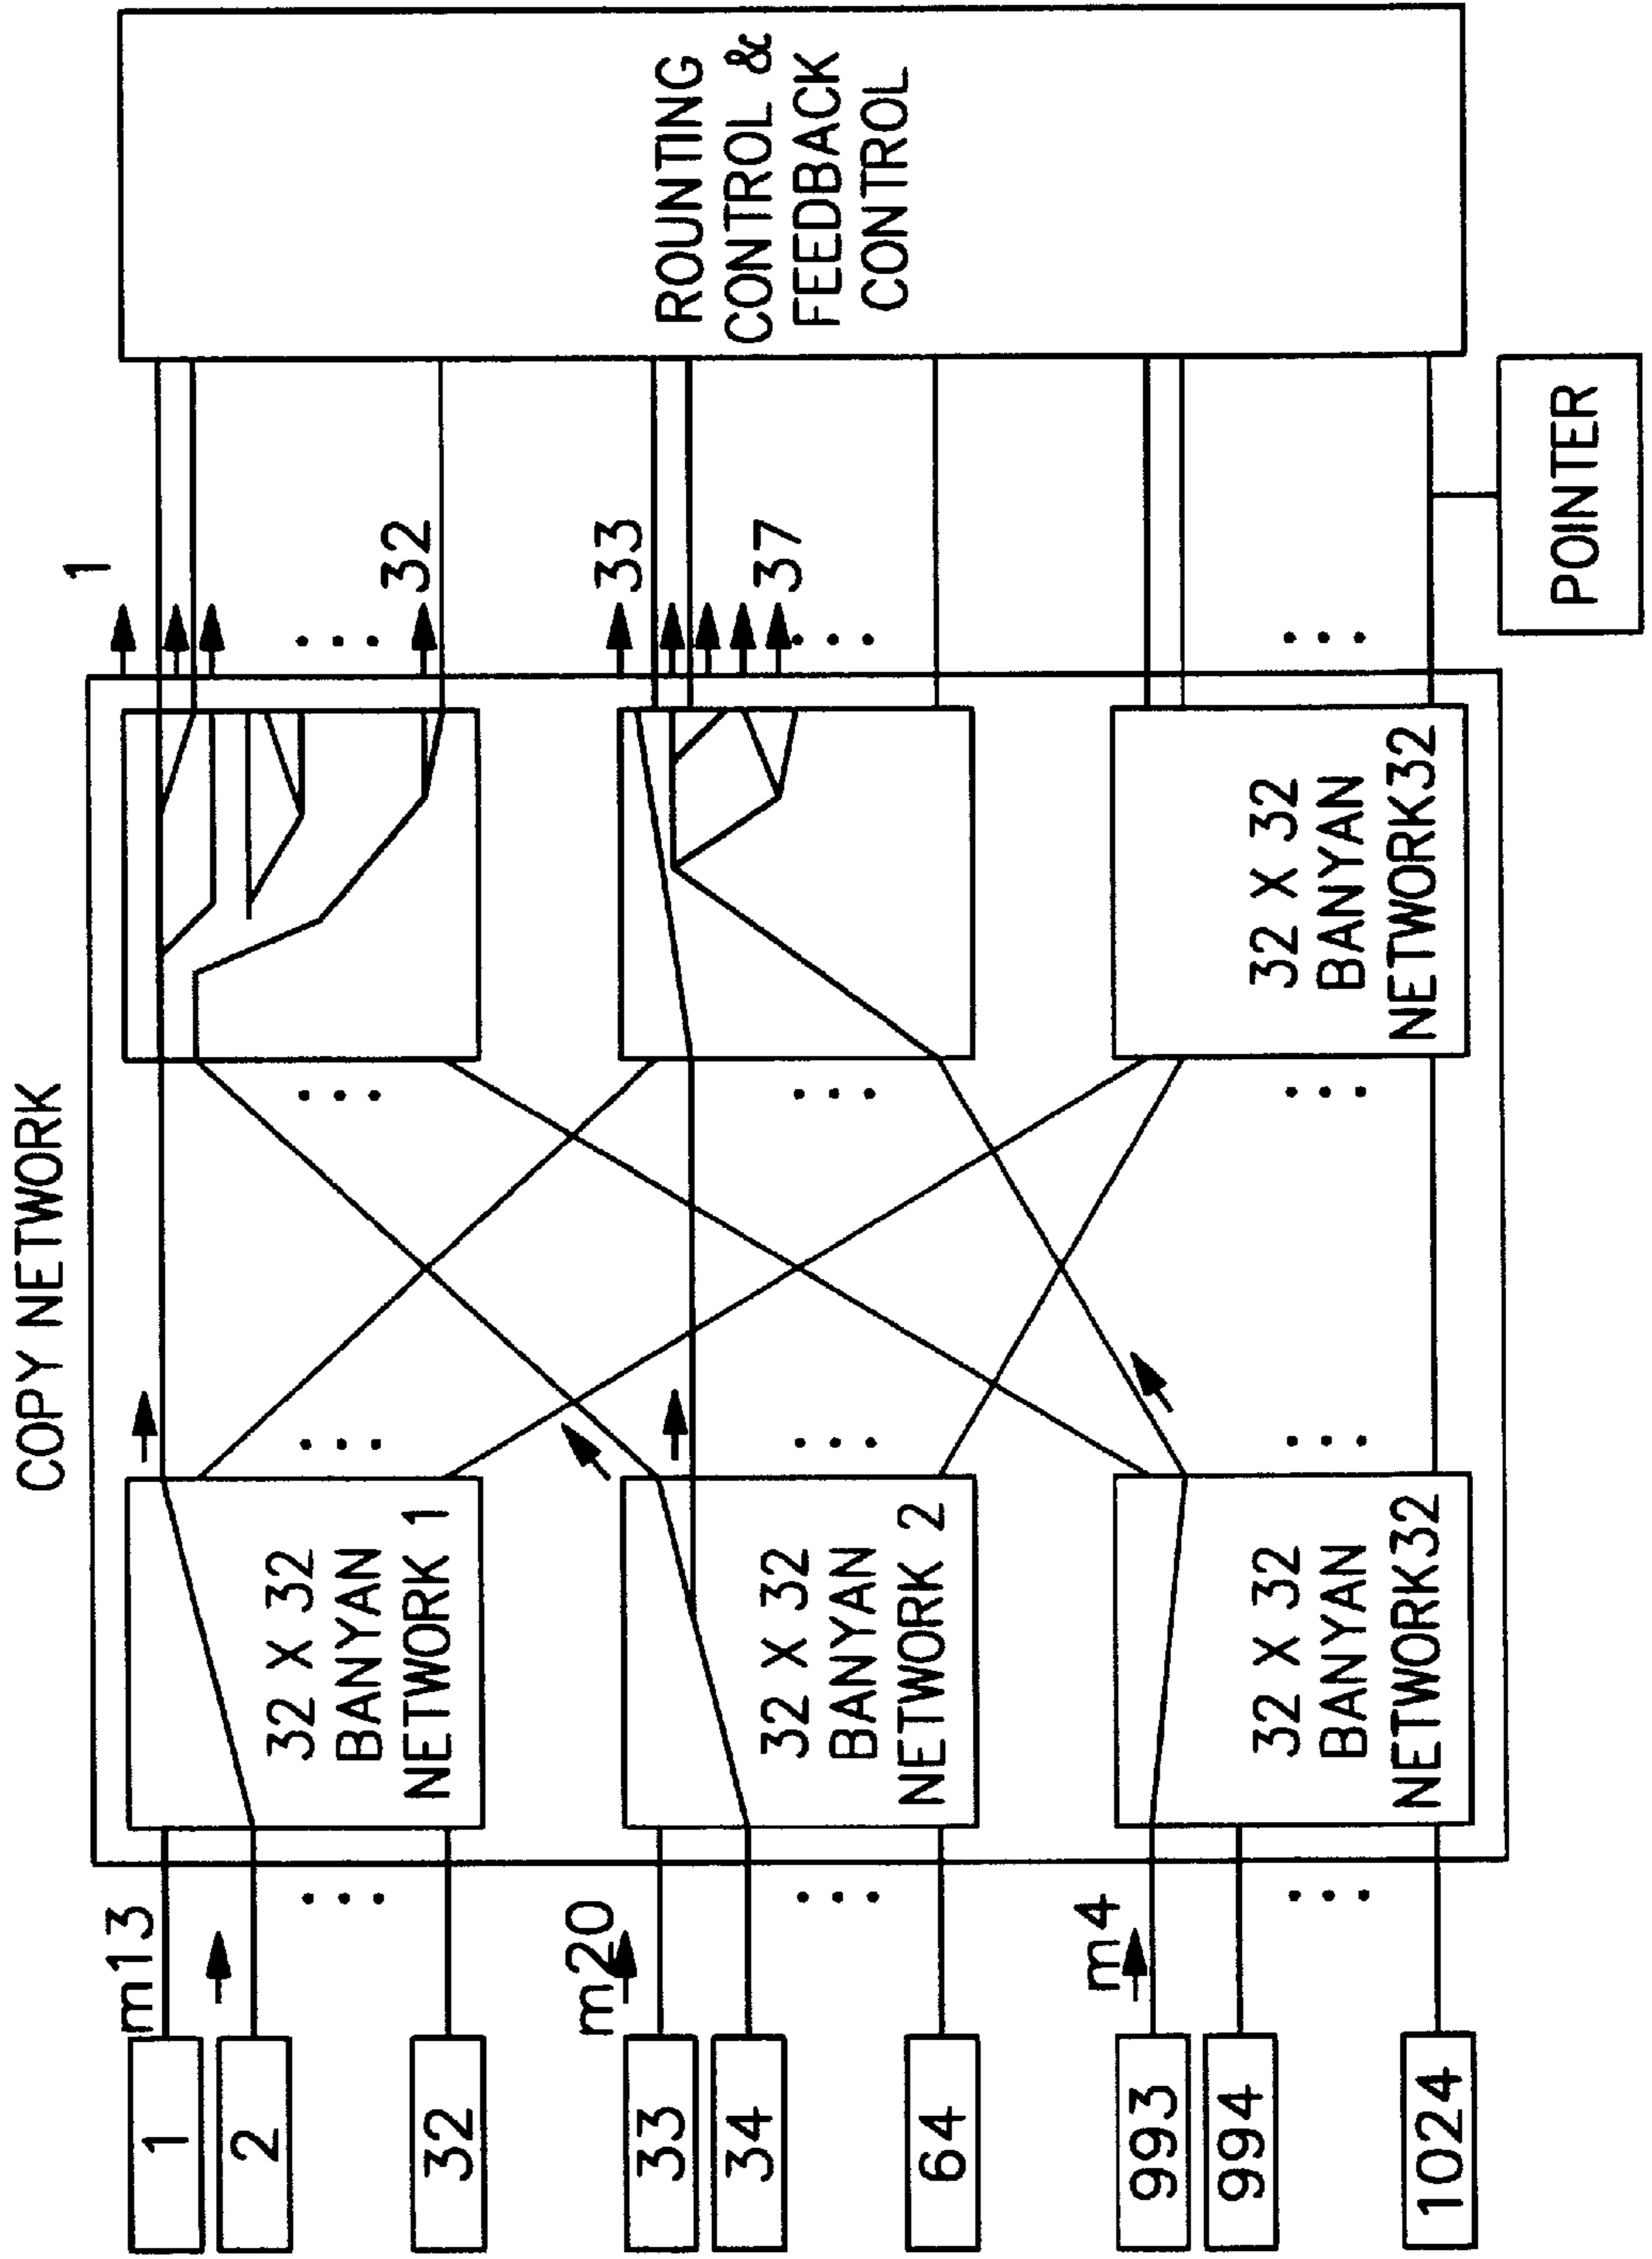 COPY NETWORK
1
2
32
33
34
64
993
994
1024
m13
m20
m4
32 X 32
BANYAN
NETWORK 1
32 X 32
BANYAN
NETWORK 2
32 X 32
BANYAN
NETWORK32
32 X 32
BANYAN
NETWORK32
1
32
33
37
ROUNTING
CONTROL &
FEEDBACK
CONTROL
POINTER